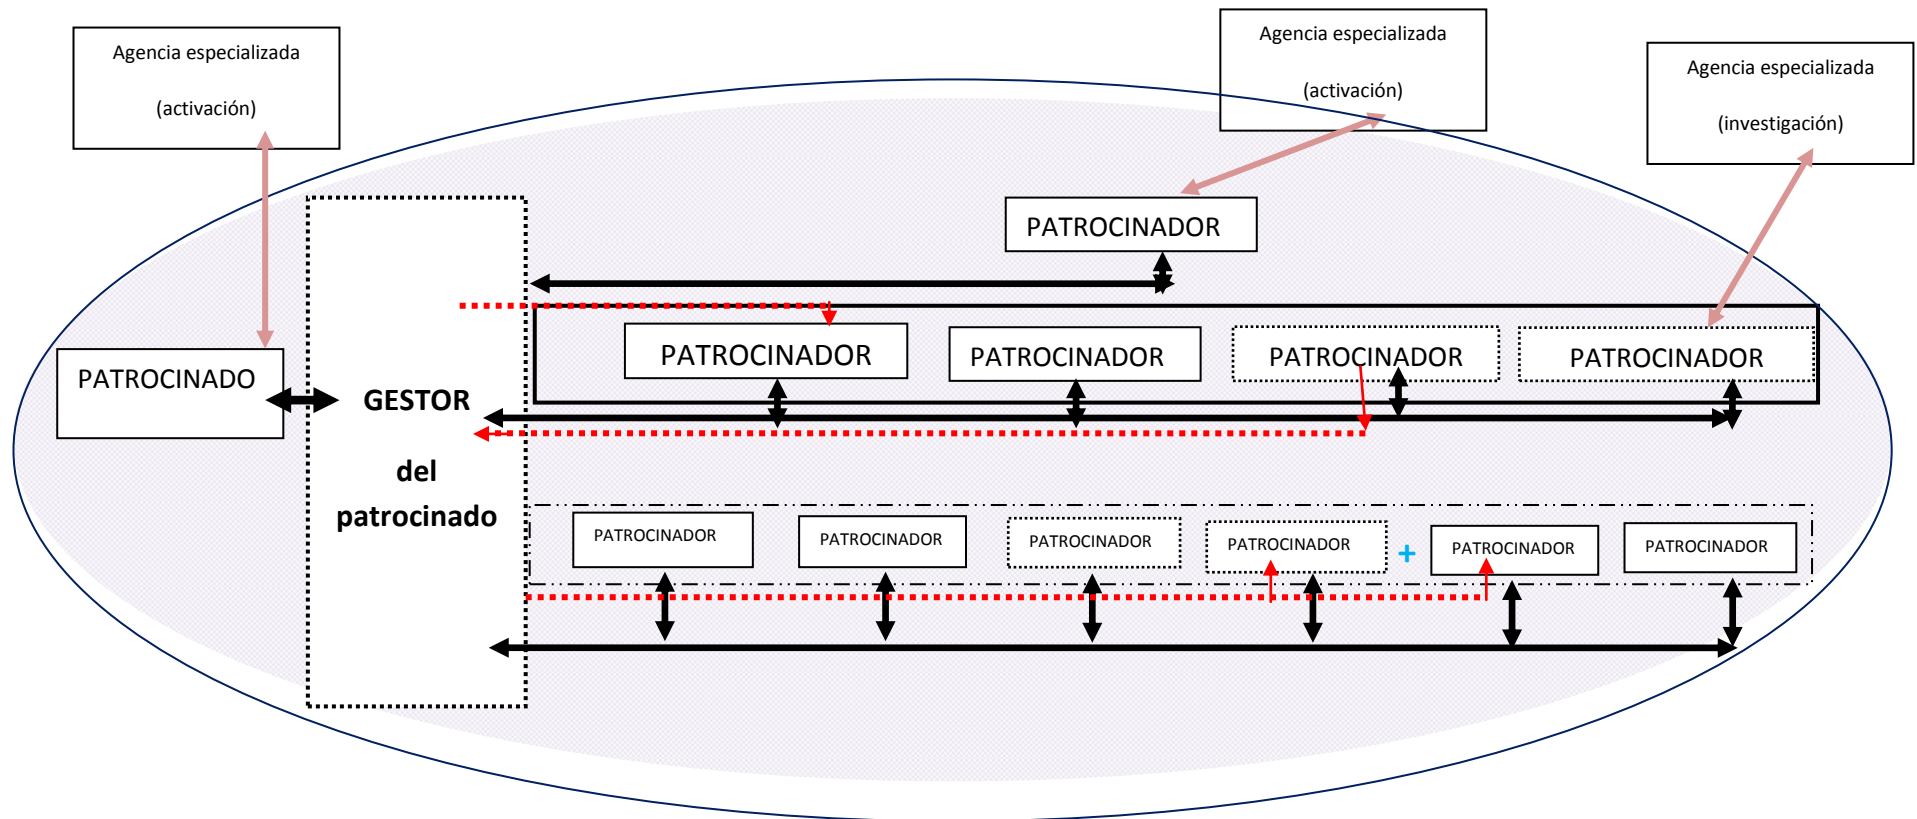 Agencia especializada
(activación)
Agencia especializada
(activación)
Agencia especializada
(investigación)
PATROCINADOR
PATROCINADO
GESTOR
del
patrocinado
PATROCINADOR
PATROCINADOR
PATROCINADOR
PATROCINADOR
PATROCINADOR
PATROCINADOR
PATROCINADOR
PATROCINADOR
+
PATROCINADOR
PATROCINADOR